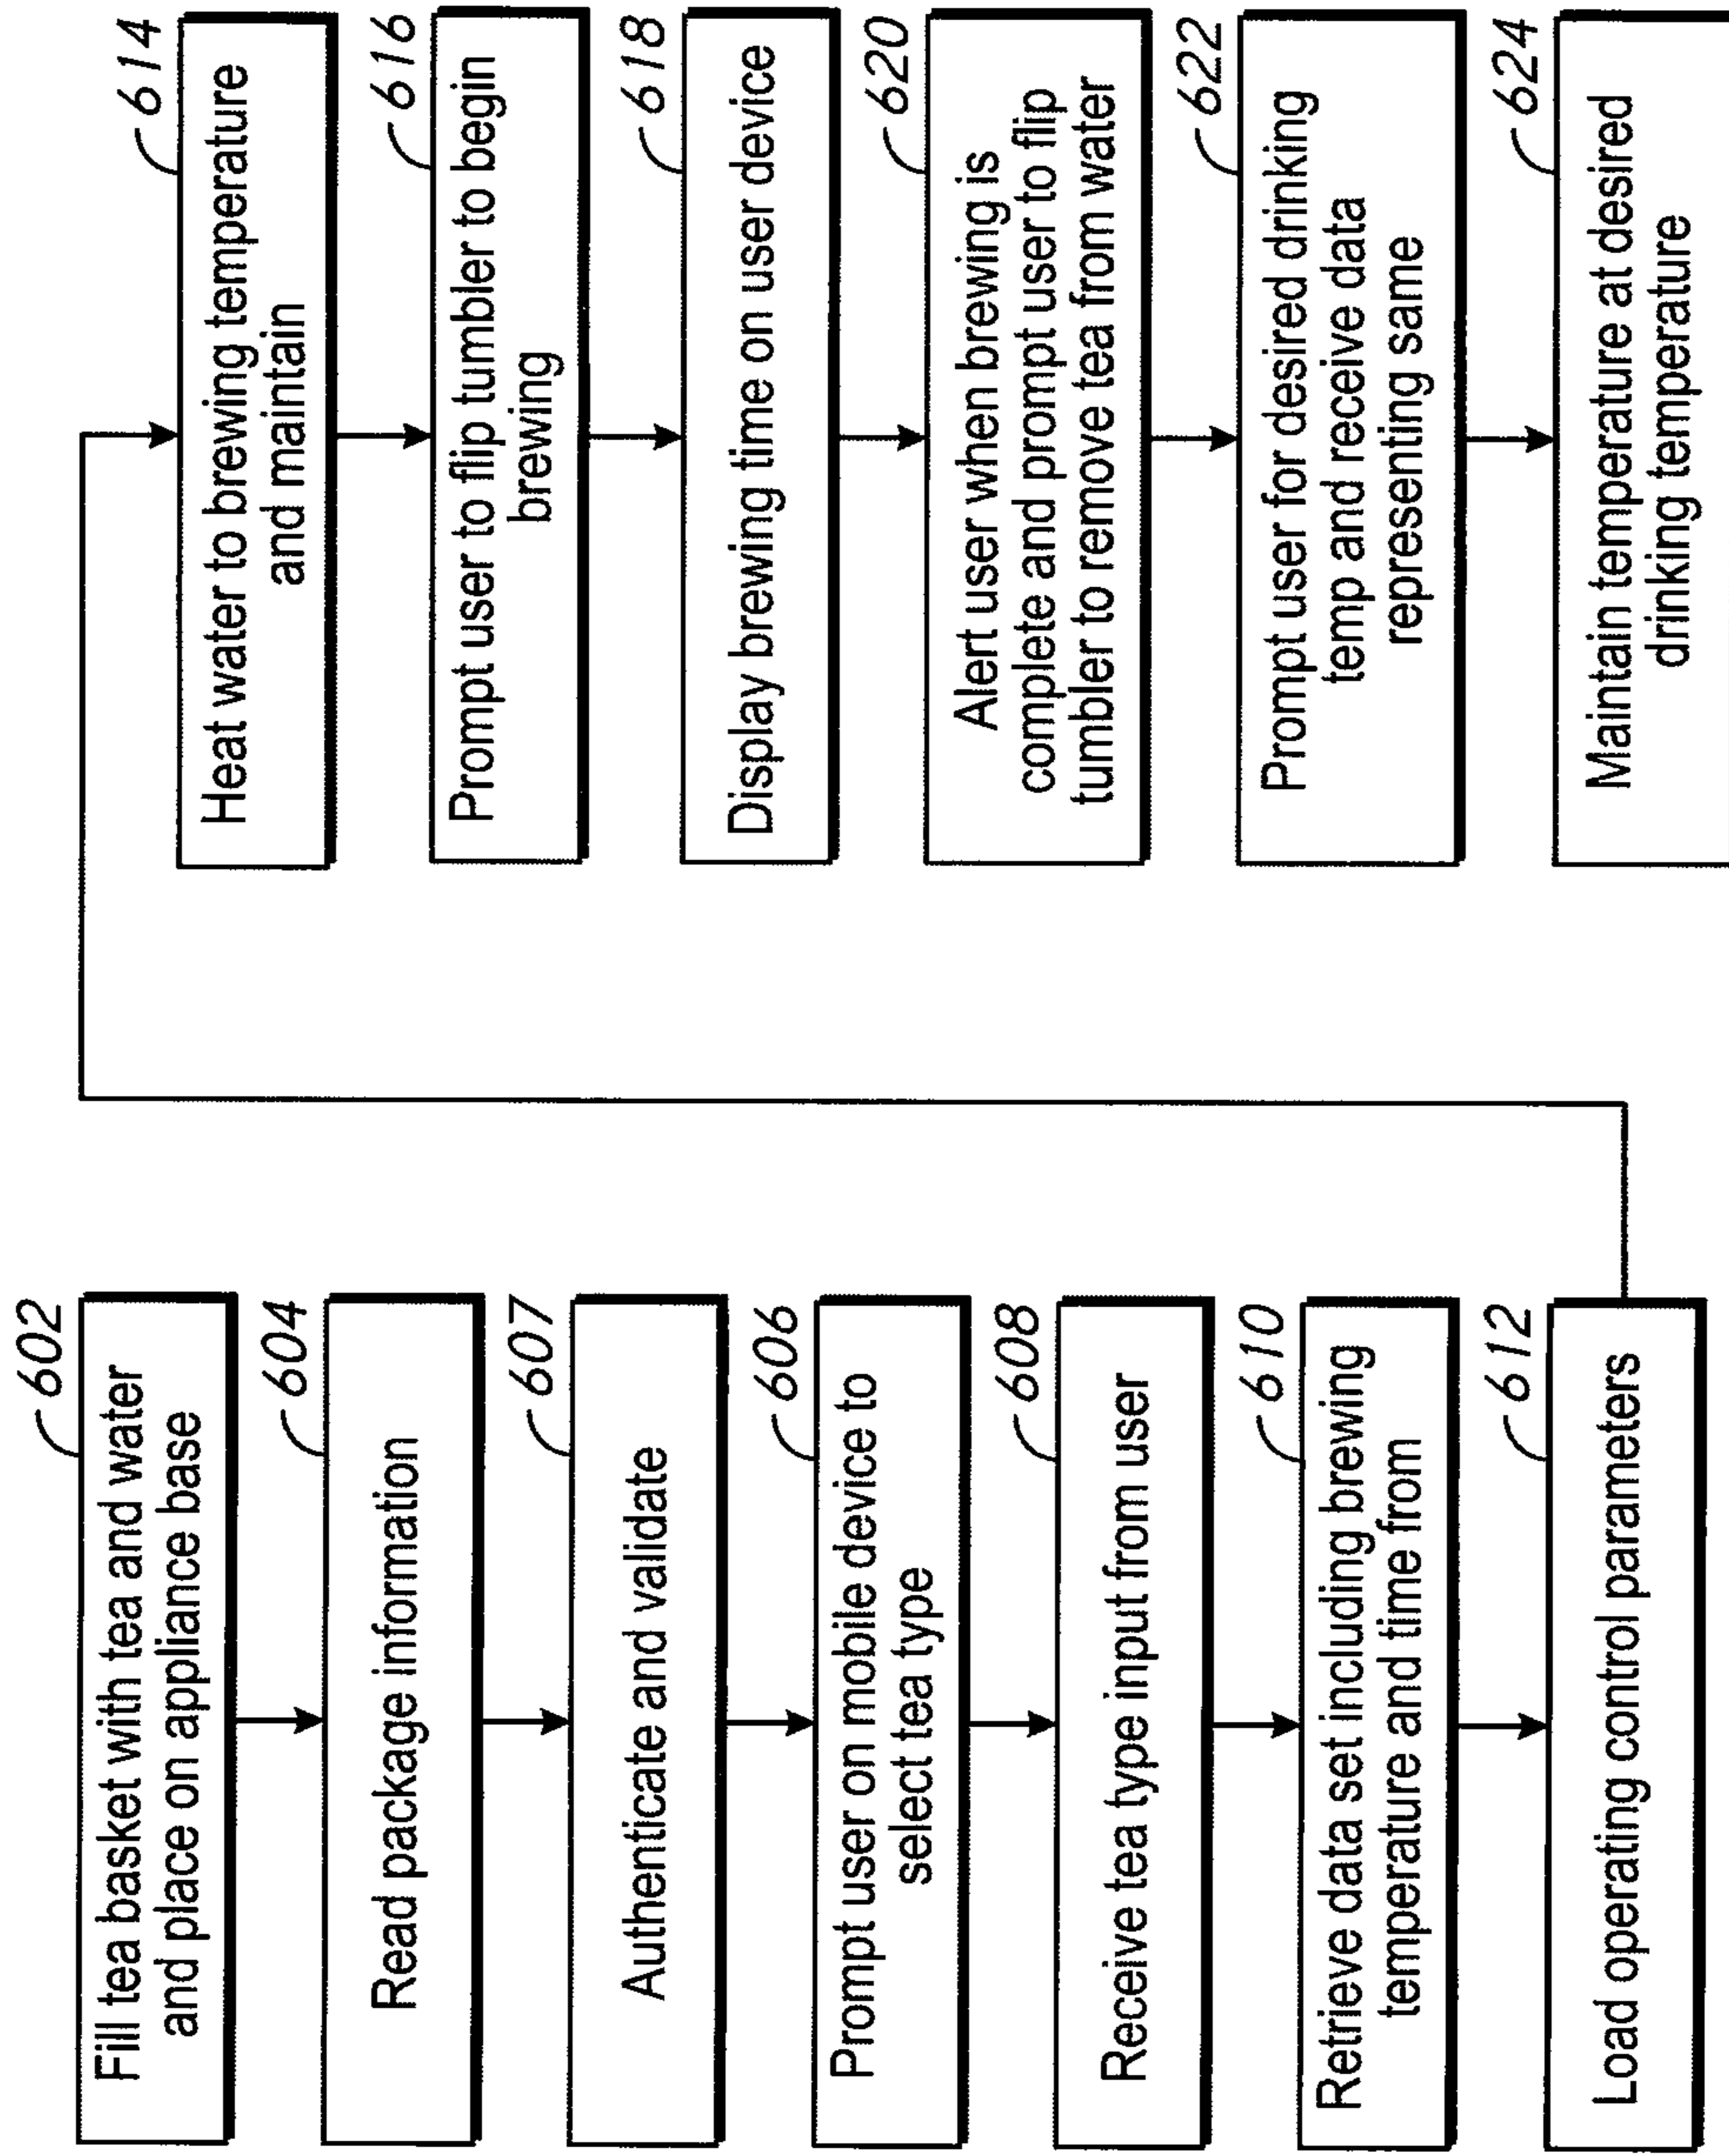 602
Fill tea basket with tea and water
and place on appliance base
604
Read package information
607
Authenticate and validate
606
Prompt user on mobile device to
select tea type
608
Receive tea type input from user
610
Retrieve data set including brewing
temperature and time from
612
Load operating control parameters
614
Heat water to brewing temperature
and maintain
616
Prompt user to flip tumbler to begin
brewing
618
Display brewing time on user device
620
Alert user when brewing is
complete and prompt user to flip
tumbler to remove tea from water
622
Prompt user for desired drinking
temp and receive data
representing same
624
Maintain temperature at desired
drinking temperature